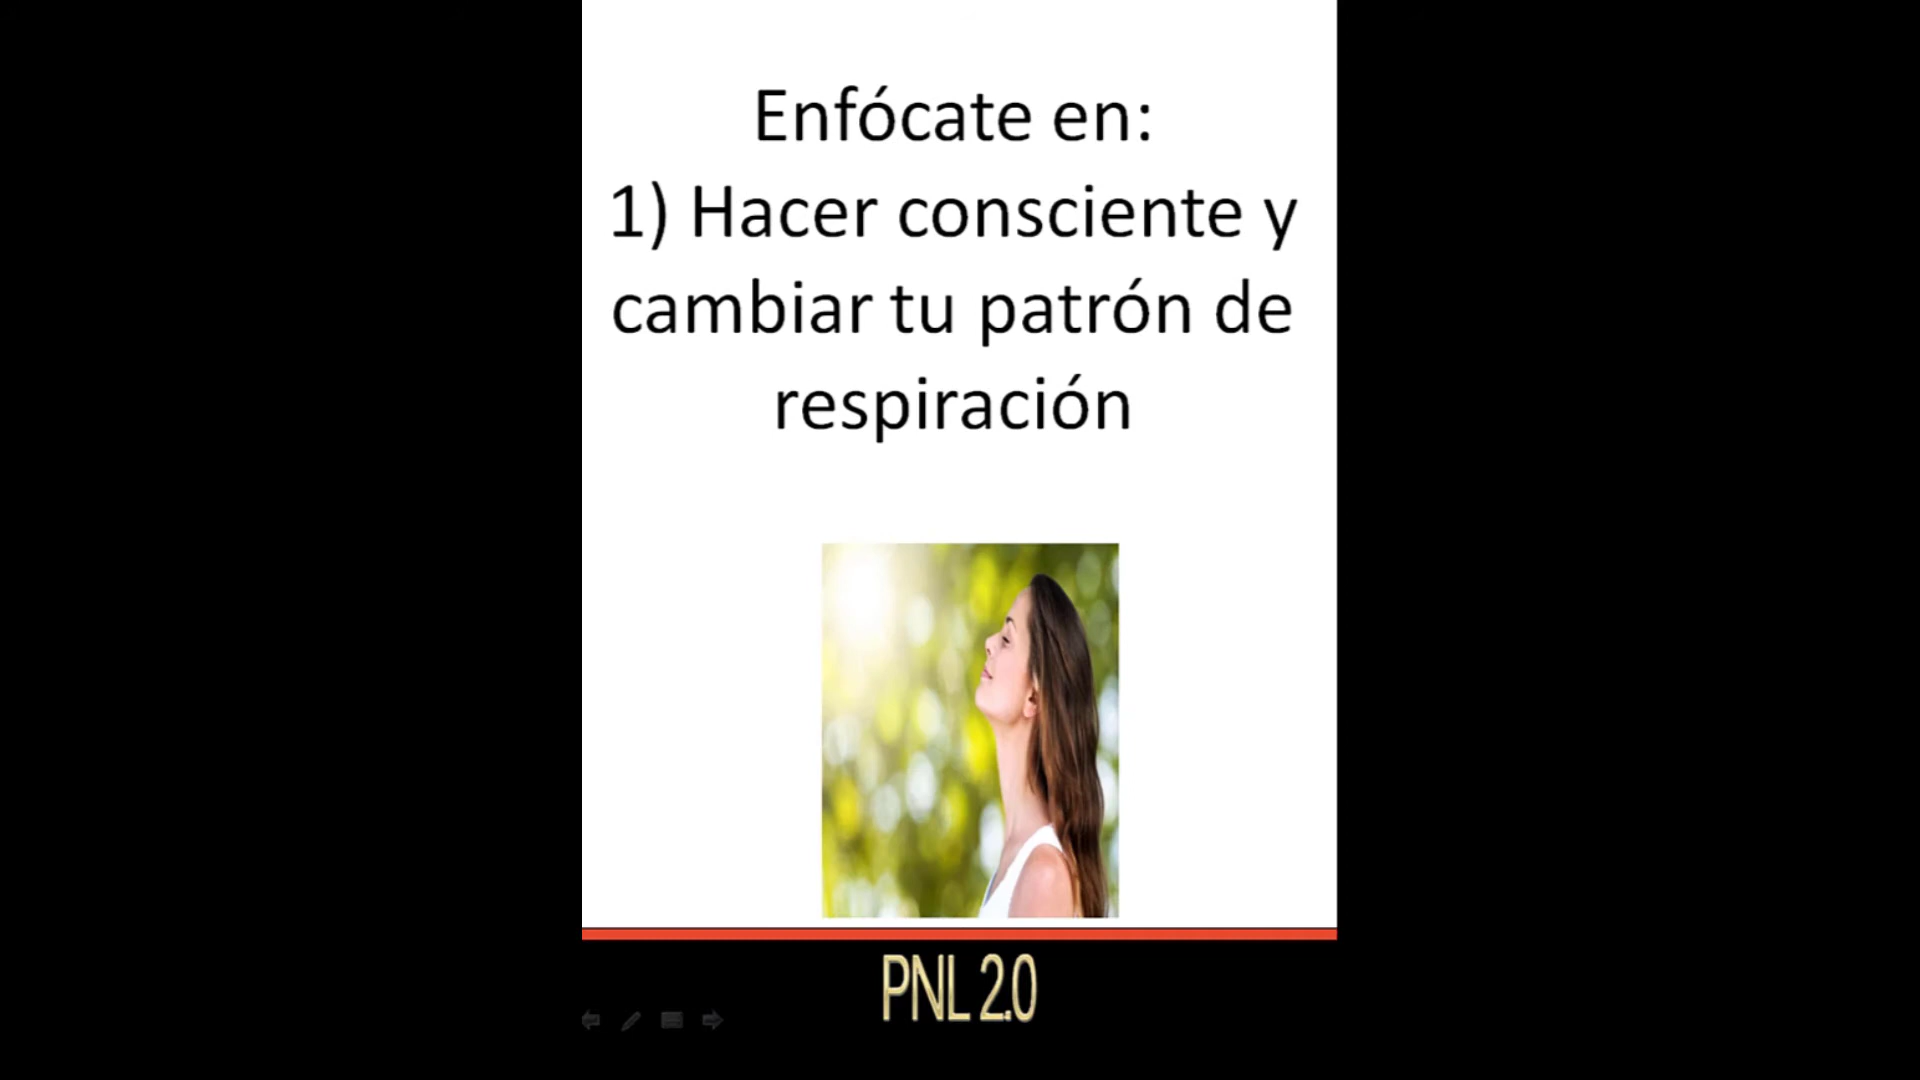 Enfócate en:
1) Hacer consciente y
cambiar tu patrón de
respiración
PNL 2.0